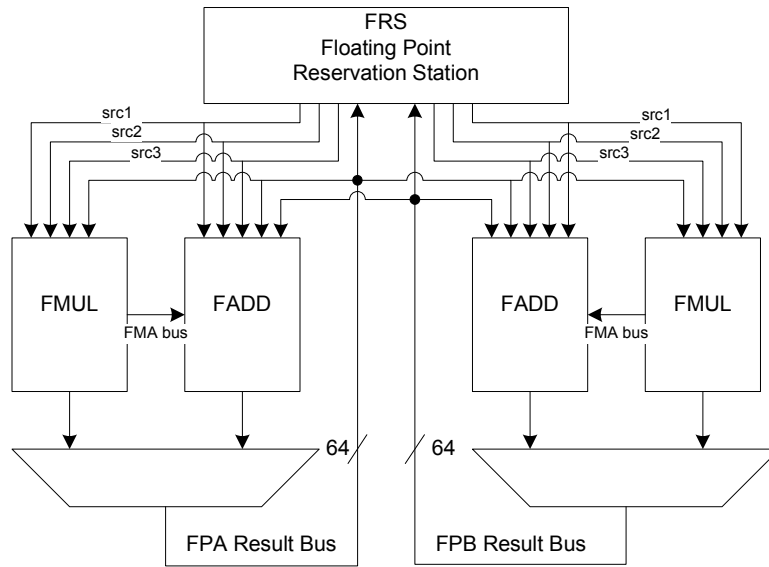 FRS
Floating Point
Reservation Station
src1
src2
src3
src1
src2
src3
FMUL
FADD
FADD
FMUL
FMA bus
FMA bus
64
64
FPA Result Bus
FPB Result Bus